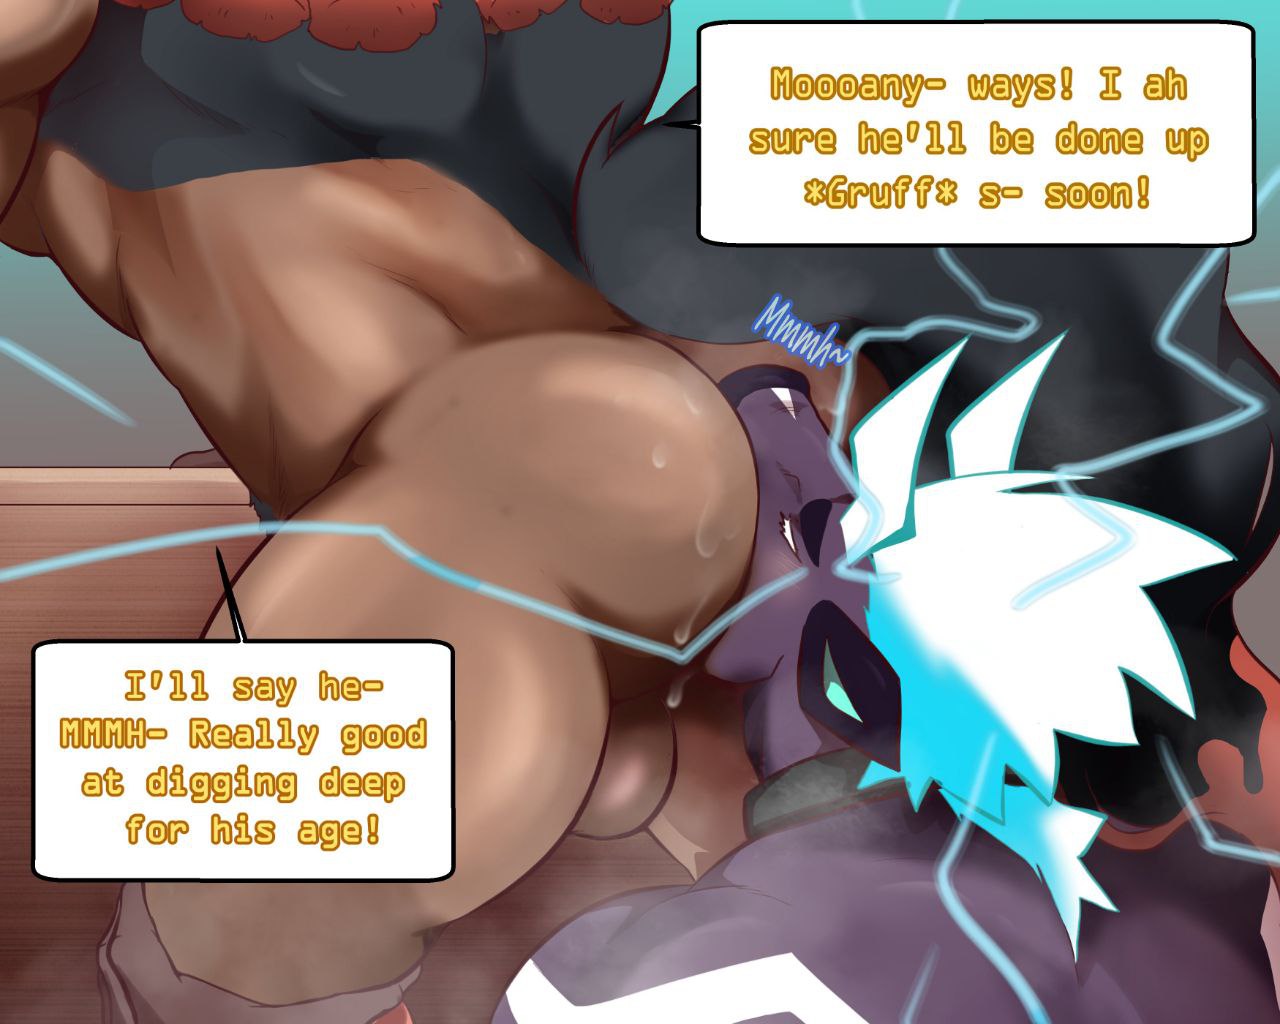 Moooany- ways! I ah
sure he'll be done up
*Gruff* s- soon!
Mmmh~
I'll say he-
MMMH- Really good
at digging deep
for his age!